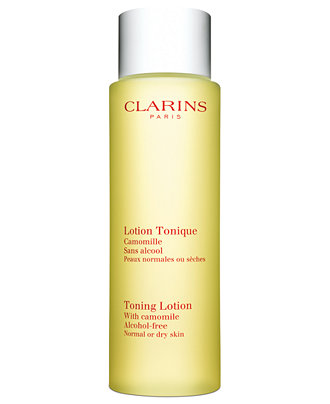 CLARINS
PARIS
Lotion Tonique
Camomille
Sans alcool
Peaux normales ou sèches
Toning Lotion
With camomile
Alcohol-free
Normal or dry skin